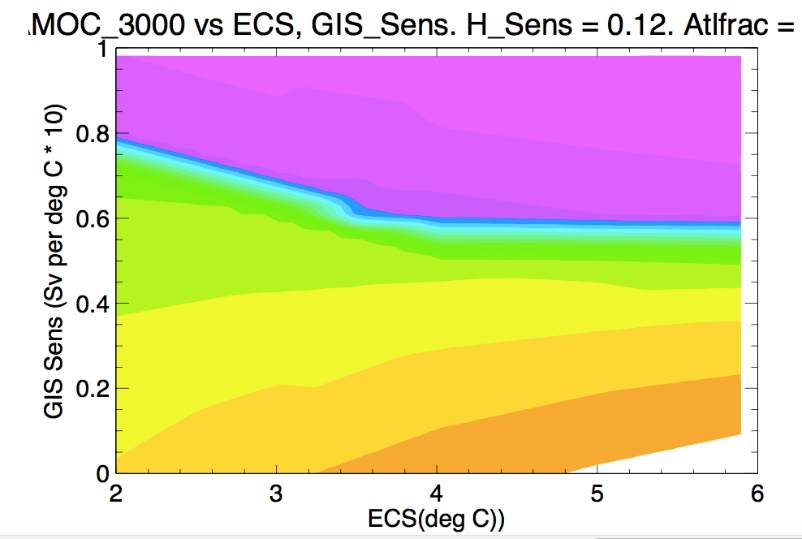 MOC_3000 vs ECS, GIS_Sens. H_Sens = 0.12. Atlfrac =
1
0.8
0.6
0.4
0.2
0
GIS Sens (Sv per deg C * 10)
2 3 4 5 6
ECS(deg C))